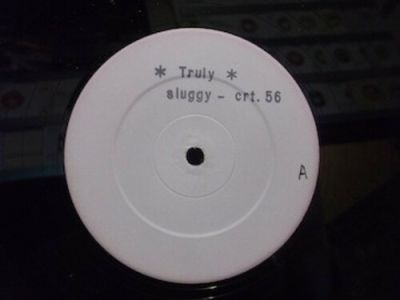 * Truly *
sluggy - crt. 56
A